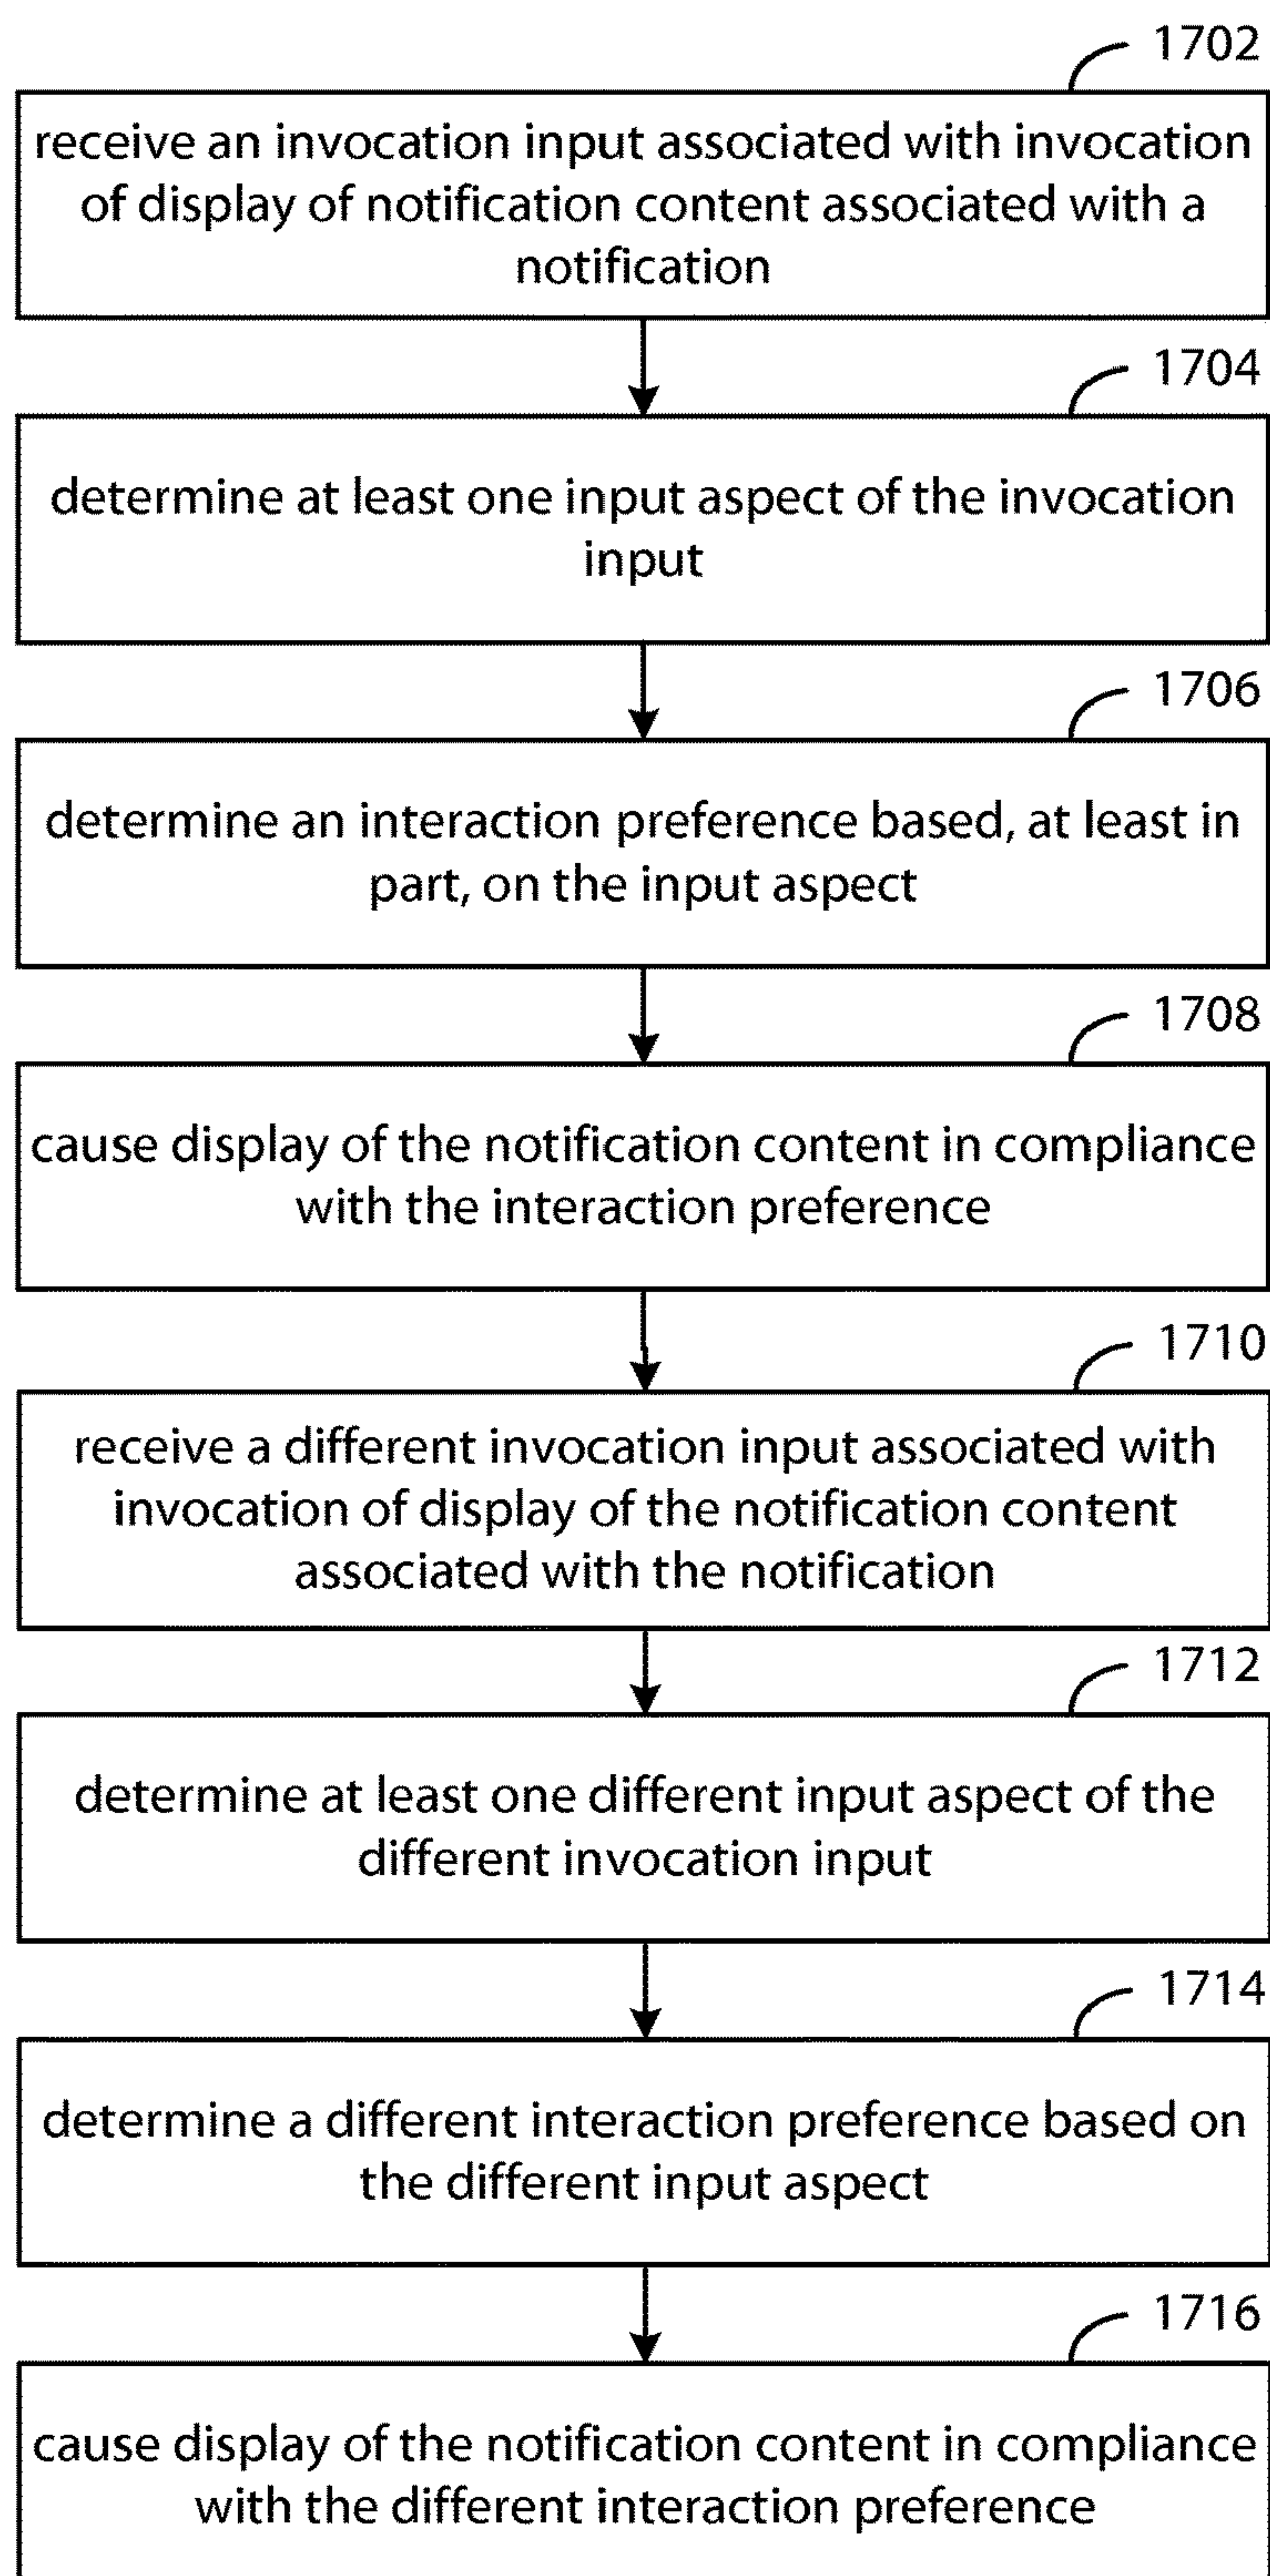 1702
receive an invocation input associated with invocation
of display of notification content associated with a
notification
1704
determine at least one input aspect of the invocation
input
1706
determine an interaction preference based, at least in
part, on the input aspect
1708
cause display of the notification content in compliance
with the interaction preference
1710
receive a different invocation input associated with
invocation of display of the notification content
associated with the notification
1712
determine at least one different input aspect of the
different invocation input
1714
determine a different interaction preference based on
the different input aspect
1716
cause display of the notification content in compliance
with the different interaction preference